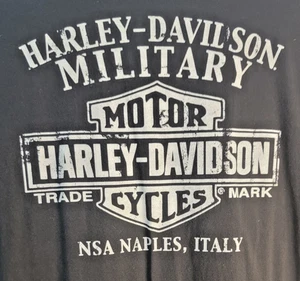 HARLEY-DAVIDSON
MILITARY
MOTOR
HARLEY-DAVIDSON
TRADE ® MARK
CYCLES
NSA NAPLES, ITALY